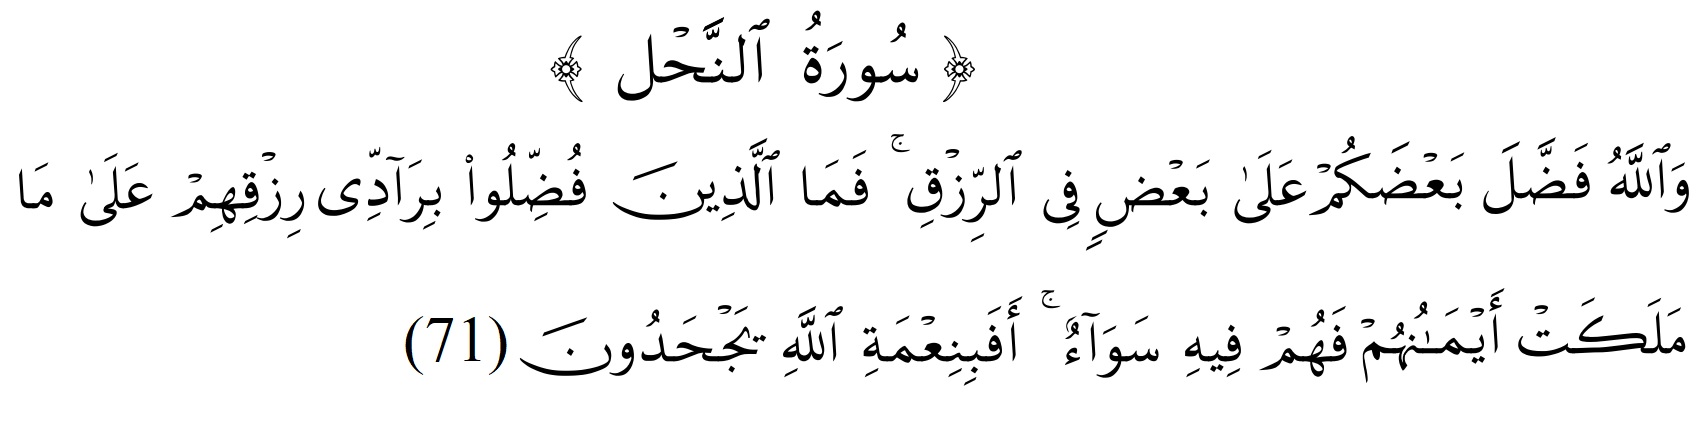 ﴿ سُورَةُ ٱلنَّحْل ﴾
وَٱللَّهُ فَضَّلَ بَعْضَكُمْ عَلَىٰ بَعْضٍ فِى ٱلرِّزْقِ ۚ فَمَا ٱلَّذِينَ فُضِّلُوا۟ بِرَآدِّى رِزْقِهِمْ عَلَىٰ مَا
مَلَكَتْ أَيْمَـٰنُهُمْ فَهُمْ فِيهِ سَوَآءٌ ۚ أَفَبِنِعْمَةِ ٱللَّهِ يَجْحَدُونَ (71)